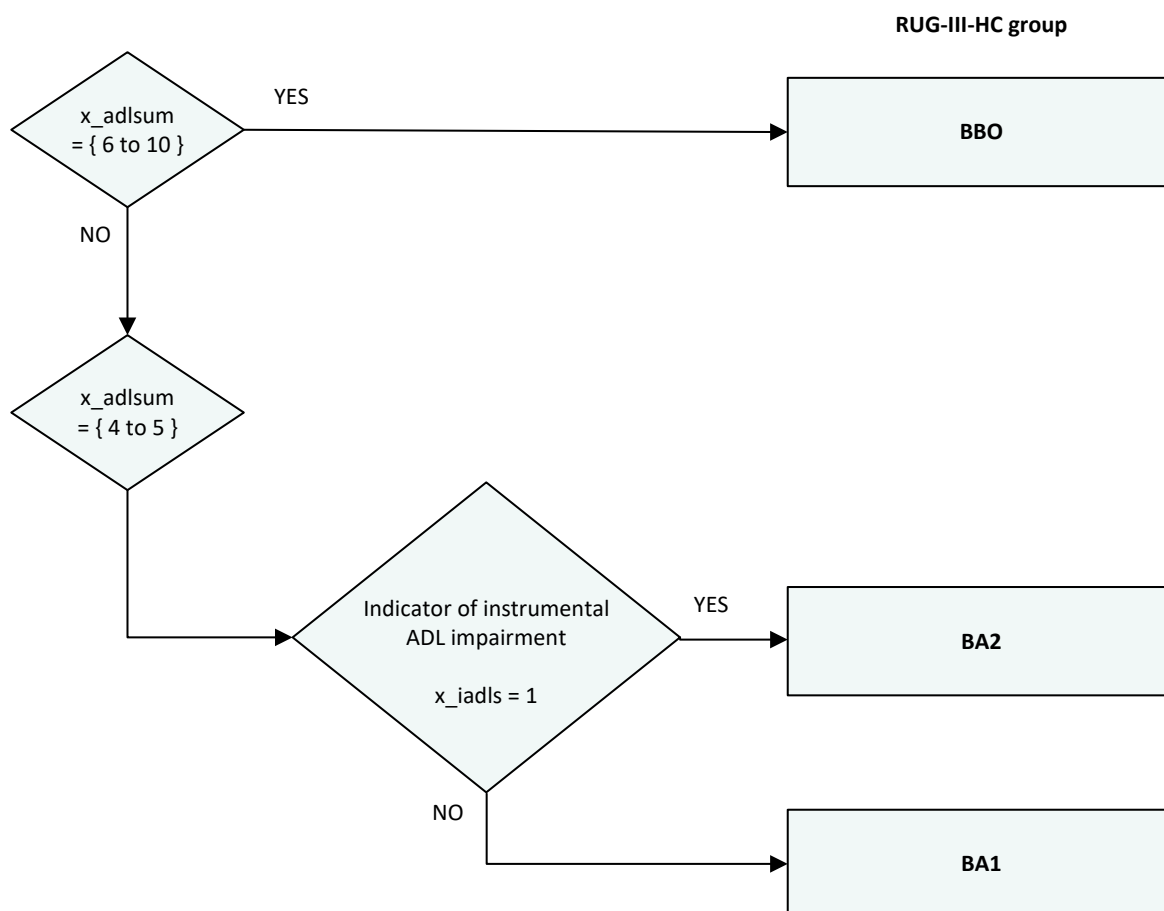 RUG-III-HC group
x_adlsum
= { 6 to 10 }
YES
BBO
NO
x_adlsum
= { 4 to 5 }
Indicator of instrumental
ADL impairment
x_iadls = 1
YES
BA2
NO
BA1